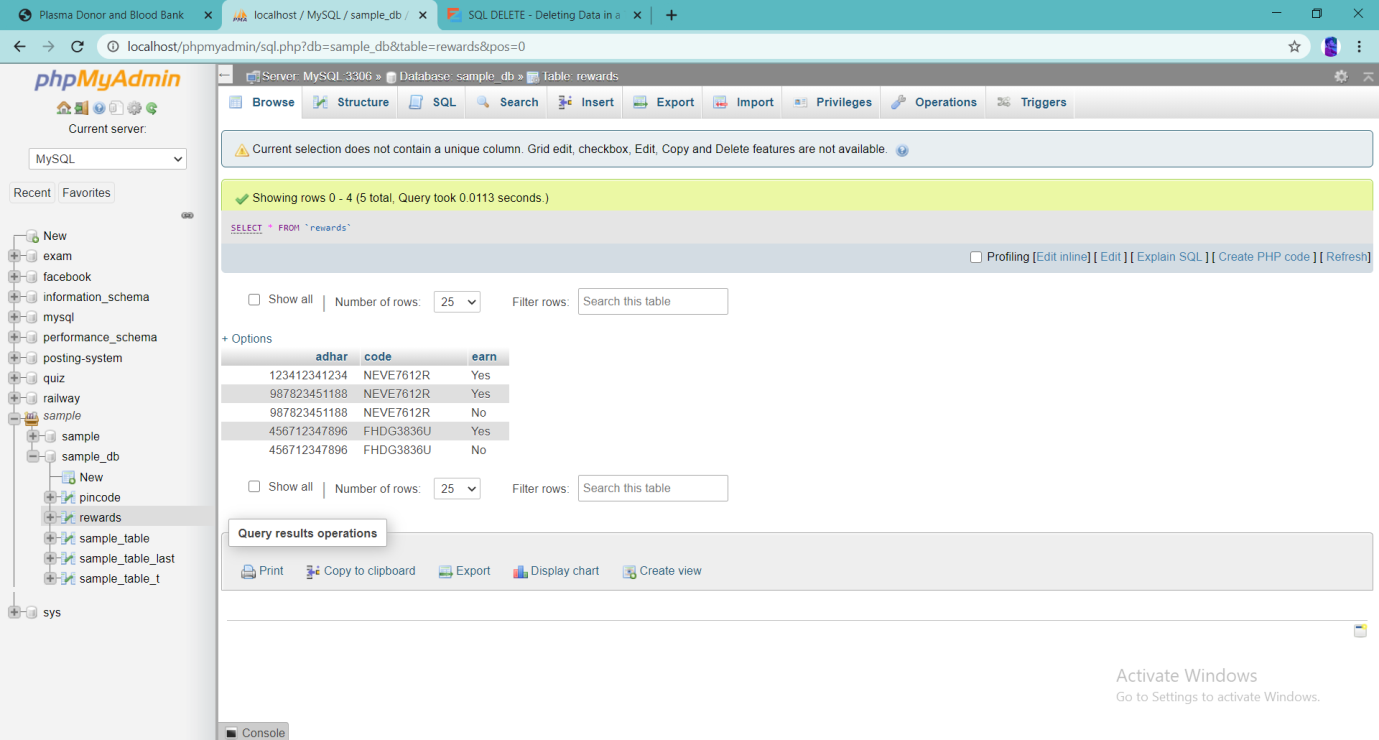 Plasma Donor and Blood Bank
localhost / MySQL / sample_db /
SQL DELETE - Deleting Data in a
localhost/phpmyadmin/sql.php?db=sample_db&table=rewards&pos=0
phpMyAdmin
Current server:
MySQL
Recent Favorites
New
exam
facebook
information_schema
mysql
performance_schema
posting-system
quiz
railway
sample
sample
sample_db
New
pincode
rewards
sample_table
sample_table_last
sample_table_t
sys
Server: MySQL:3306 » Database: sample_db » Table: rewards
Browse Structure SQL Search Insert Export Import Privileges Operations Triggers
Current selection does not contain a unique column. Grid edit, checkbox, Edit, Copy and Delete features are not available.
Showing rows 0 - 4 (5 total, Query took 0.0113 seconds.)
SELECT * FROM `rewards`
Profiling [Edit inline] [ Edit ] [ Explain SQL ] [ Create PHP code ] [ Refresh]
Show all | Number of rows: 25 Filter rows: Search this table
+ Options
adhar code earn
123412341234 NEVE7612R Yes
987823451188 NEVE7612R Yes
987823451188 NEVE7612R No
456712347896 FHDG3836U Yes
456712347896 FHDG3836U No
Show all | Number of rows: 25 Filter rows: Search this table
Query results operations
Print Copy to clipboard Export Display chart Create view
Activate Windows
Go to Settings to activate Windows.
Console